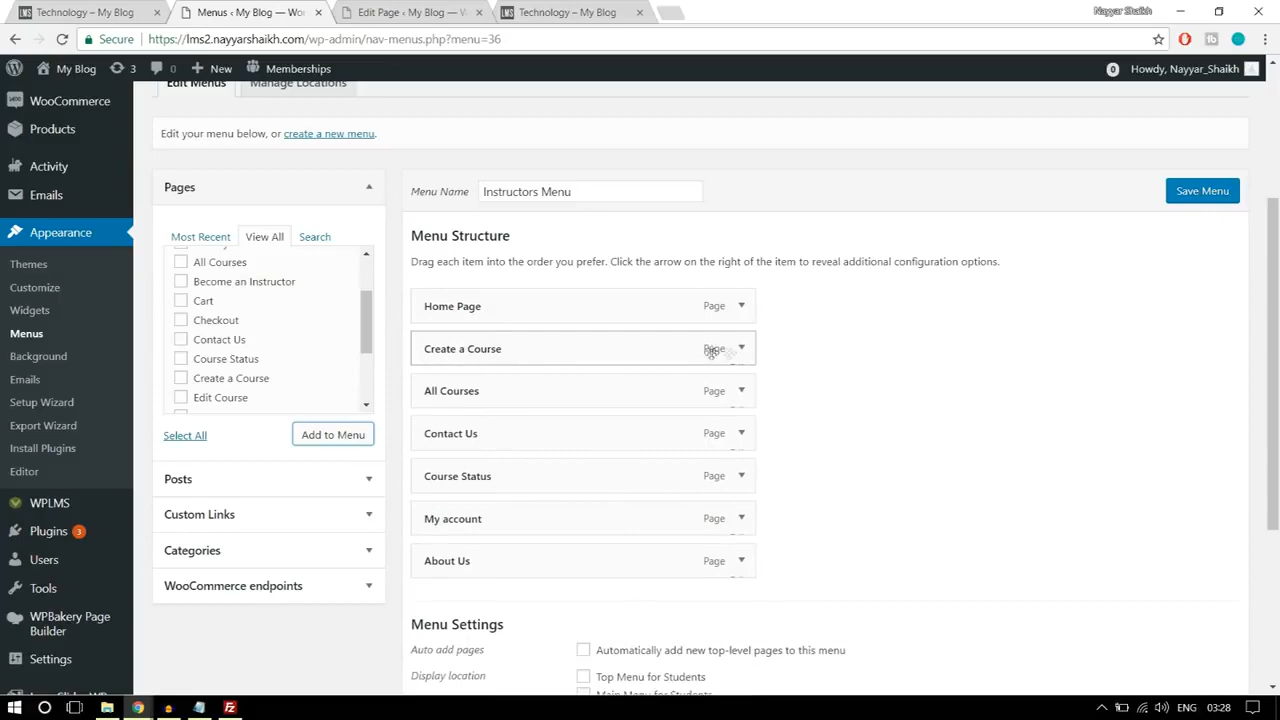 Technology – My Blog
Menus ‹ My Blog — Wo
Edit Page ‹ My Blog — W
Technology – My Blog
Nayyar Shaikh
Secure
https://lms2.nayyarshaikh.com/wp-admin/nav-menus.php?menu=36
My Blog
3
0
New
Memberships
0
Howdy, Nayyar_Shaikh
WooCommerce
Products
Activity
Emails
Appearance
Themes
Customize
Widgets
Menus
Background
Emails
Setup Wizard
Export Wizard
Install Plugins
Editor
WPLMS
Plugins 3
Users
Tools
WPBakery Page
Builder
Settings
Edit Menus
Manage Locations
Edit your menu below, or create a new menu.
Pages
Most Recent
View All
Search
All Courses
Become an Instructor
Cart
Checkout
Contact Us
Course Status
Create a Course
Edit Course
Select All
Add to Menu
Posts
Custom Links
Categories
WooCommerce endpoints
Menu Name
Instructors Menu
Save Menu
Menu Structure
Drag each item into the order you prefer. Click the arrow on the right of the item to reveal additional configuration options.
Home Page
Page
Create a Course
Page
All Courses
Page
Contact Us
Page
Course Status
Page
My account
Page
About Us
Page
Menu Settings
Auto add pages
Automatically add new top-level pages to this menu
Display location
Top Menu for Students
Main Menu for Students
ENG
03:28